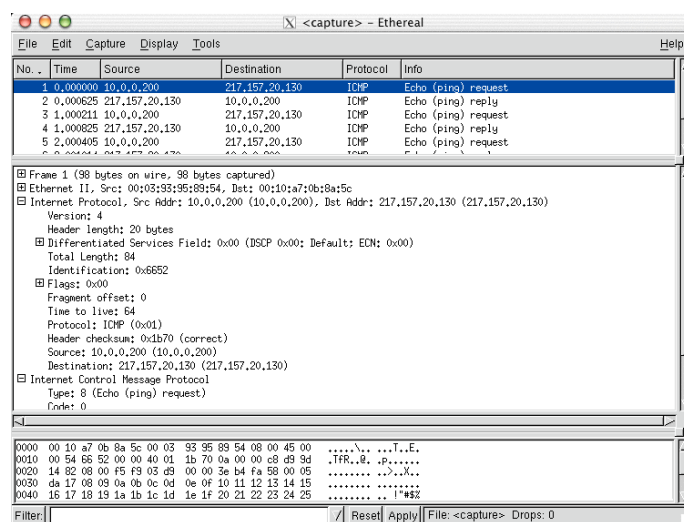 <capture> - Ethereal
File Edit Capture Display Tools Help
No. . Time Source Destination Protocol Info
1 0.000000 10.0.0.200 217.157.20.130 ICMP Echo (ping) request
2 0.000625 217.157.20.130 10.0.0.200 ICMP Echo (ping) reply
3 1.000211 10.0.0.200 217.157.20.130 ICMP Echo (ping) request
4 1.000825 217.157.20.130 10.0.0.200 ICMP Echo (ping) reply
5 2.000405 10.0.0.200 217.157.20.130 ICMP Echo (ping) request
Frame 1 (98 bytes on wire, 98 bytes captured)
Ethernet II, Src: 00:03:93:95:89:54, Dst: 00:10:a7:0b:8a:5c
Internet Protocol, Src Addr: 10.0.0.200 (10.0.0.200), Dst Addr: 217.157.20.130 (217.157.20.130)
Version: 4
Header length: 20 bytes
Differentiated Services Field: 0x00 (DSCP 0x00: Default; ECN: 0x00)
Total Length: 84
Identification: 0x6652
Flags: 0x00
Fragment offset: 0
Time to live: 64
Protocol: ICMP (0x01)
Header checksum: 0x1b70 (correct)
Source: 10.0.0.200 (10.0.0.200)
Destination: 217.157.20.130 (217.157.20.130)
Internet Control Message Protocol
Type: 8 (Echo (ping) request)
Code: 0
0000 00 10 a7 0b 8a 5c 00 03 93 95 89 54 08 00 45 00 .....\.. ...T..E.
0010 00 54 66 52 00 00 40 01 1b 70 0a 00 00 c8 d9 9d .TfR..@. .p......
0020 14 82 08 00 f5 f9 03 d9 00 00 3e b4 fa 58 00 05 ........ ..>..X..
0030 da 17 08 09 0a 0b 0c 0d 0e 0f 10 11 12 13 14 15 ........ ........
0040 16 17 18 19 1a 1b 1c 1d 1e 1f 20 21 22 23 24 25 ........ .. !"#$%
Filter: / Reset Apply File: <capture> Drops: 0